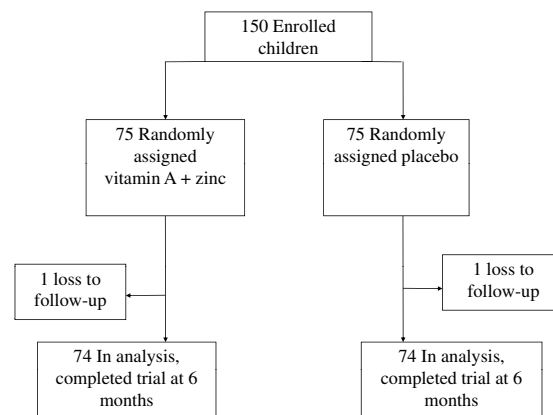 150 Enrolled
children
75 Randomly
assigned
vitamin A + zinc
75 Randomly
assigned placebo
1 loss to
follow-up
1 loss to
follow-up
74 In analysis,
completed trial at 6
months
74 In analysis,
completed trial at 6
months